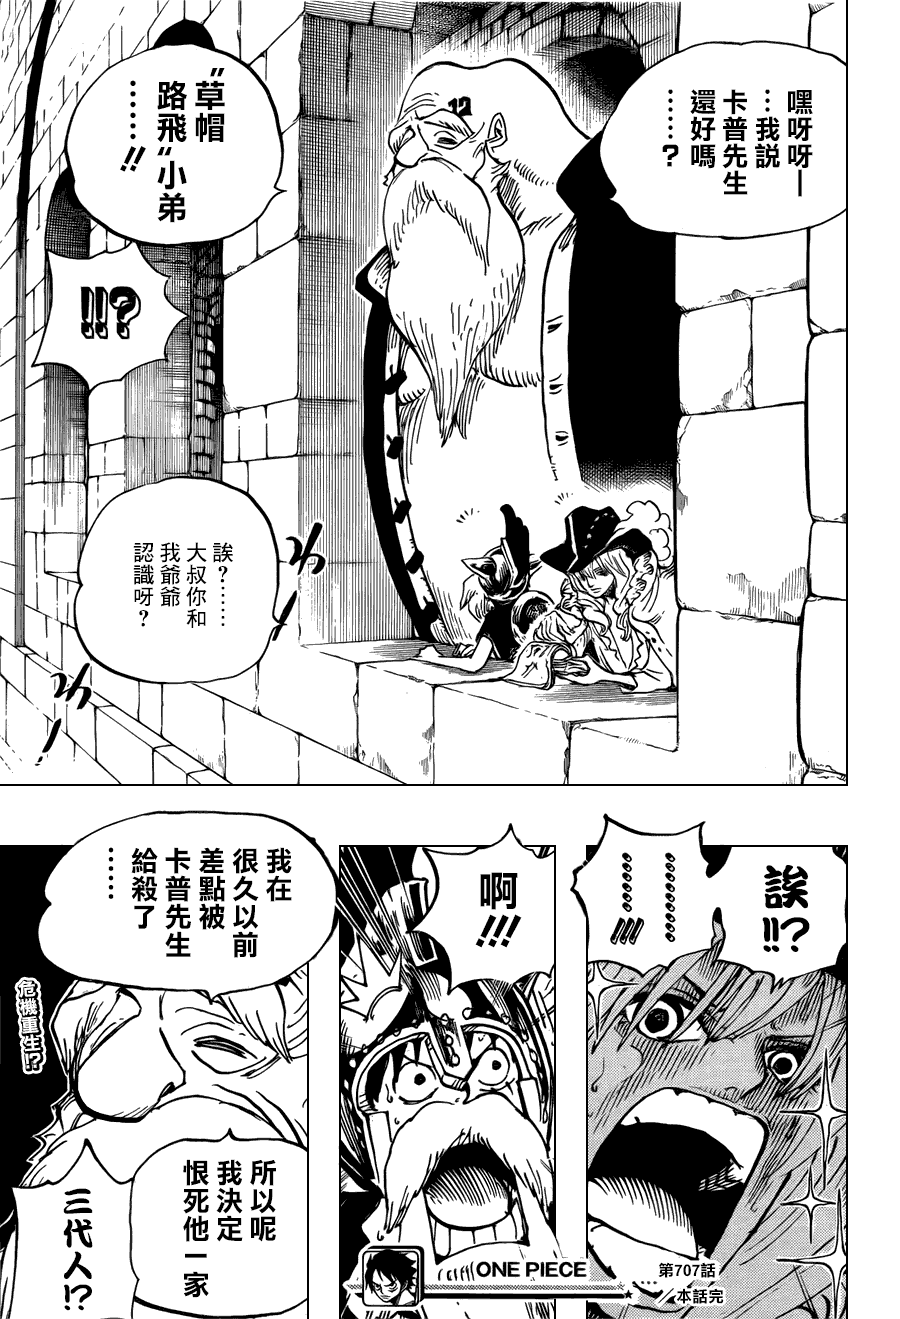 嘿呀呀ー
…我説
卡普先生
還好嗎
……？
12
"草帽
路飛"小弟
……!!
!!?
誒？……
大叔你和
我爺爺
認識呀？
誒!!?
………
………!!!
啊
!!!
我在
很久以前
差點被
卡普先生
給殺了
……
危機重生!?
所以呢
我決定
恨死他一家
三代人!?
ONE PIECE
第707話
／本話完